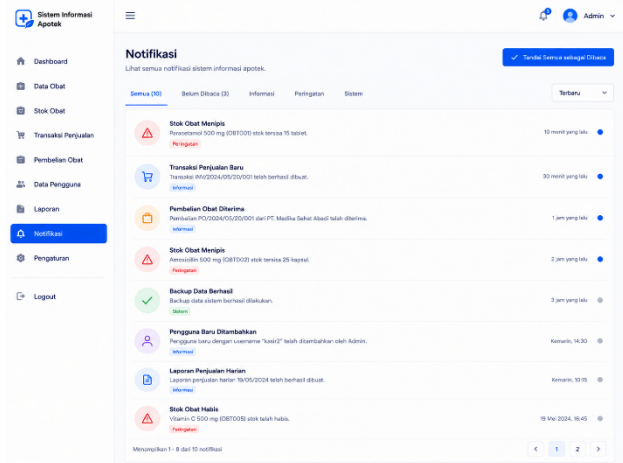 Sistem Informasi
Apotek
Admin
Dashboard
Data Obat
Stok Obat
Transaksi Penjualan
Pembelian Obat
Data Pengguna
Laporan
Notifikasi
Pengaturan
Logout
Notifikasi
Lihat semua notifikasi sistem informasi apotek.
Tandai Semua sebagai Dibaca
Semua (10) Belum Dibaca (3) Informasi Peringatan Sistem
Terbaru
Stok Obat Menipis
Paracetamol 500 mg (OBT001) stok tersisa 15 tablet.
Peringatan
10 menit yang lalu
Transaksi Penjualan Baru
Transaksi INV/2024/05/20/001 telah berhasil dibuat.
Informasi
30 menit yang lalu
Pembelian Obat Diterima
Pembelian PO/2024/05/20/001 dari PT. Medika Sehat Abadi telah diterima.
Informasi
1 jam yang lalu
Stok Obat Menipis
Amoxicillin 500 mg (OBT002) stok tersisa 25 kapsul.
Peringatan
2 jam yang lalu
Backup Data Berhasil
Backup data sistem berhasil dilakukan.
Sistem
3 jam yang lalu
Pengguna Baru Ditambahkan
Pengguna baru dengan username "kasir2" telah ditambahkan oleh Admin.
Informasi
Kemarin, 14:30
Laporan Penjualan Harian
Laporan penjualan harian 19/05/2024 telah berhasil dibuat.
Informasi
Kemarin, 10:15
Stok Obat Habis
Vitamin C 500 mg (OBT005) stok telah habis.
Peringatan
19 Mei 2024, 16:45
Menampilkan 1 - 8 dari 10 notifikasi
1 2